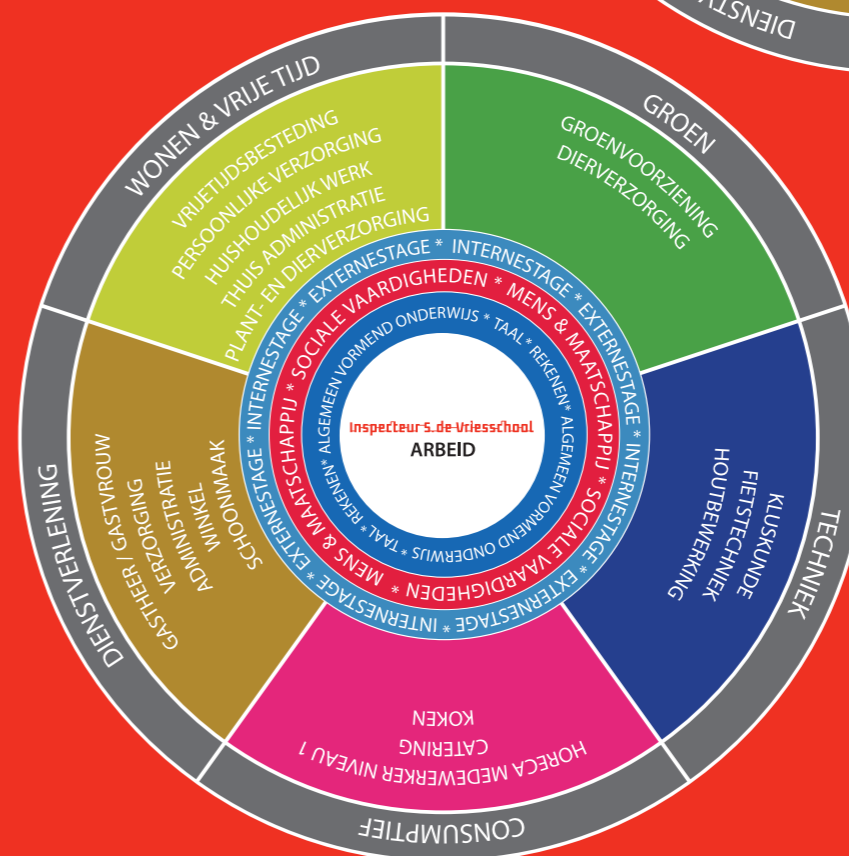 DIENSTV
WONEN & VRIJE TIJD
VRIJETIJDSBESTEDING
PERSOONLIJKE VERZORGING
HUISHOUDELIJK WERK
THUIS ADMINISTRATIE
PLANT- EN DIERVERZORGING
GROEN
GROENVOORZIENING
DIERVERZORGING
TECHNIEK
KLUSKUNDE
FIETSTECHNIEK
HOUTBEWERKING
CONSUMPTIEF
KOKEN
CATERING
HORECA MEDEWERKER NIVEAU 1
DIENSTVERLENING
GASTHEER / GASTVROUW
VERZORGING
ADMINISTRATIE
WINKEL
SCHOONMAAK
INTERNESTAGE * EXTERNESTAGE * INTERNESTAGE * EXTERNESTAGE * INTERNESTAGE * EXTERNESTAGE * INTERNESTAGE * EXTERNESTAGE *
SOCIALE VAARDIGHEDEN * MENS & MAATSCHAPPIJ * SOCIALE VAARDIGHEDEN * MENS & MAATSCHAPPIJ *
ALGEMEEN VORMEND ONDERWIJS * TAAL * REKENEN* ALGEMEEN VORMEND ONDERWIJS * TAAL * REKENEN*
Inspecteur S. de Vriesschool
ARBEID